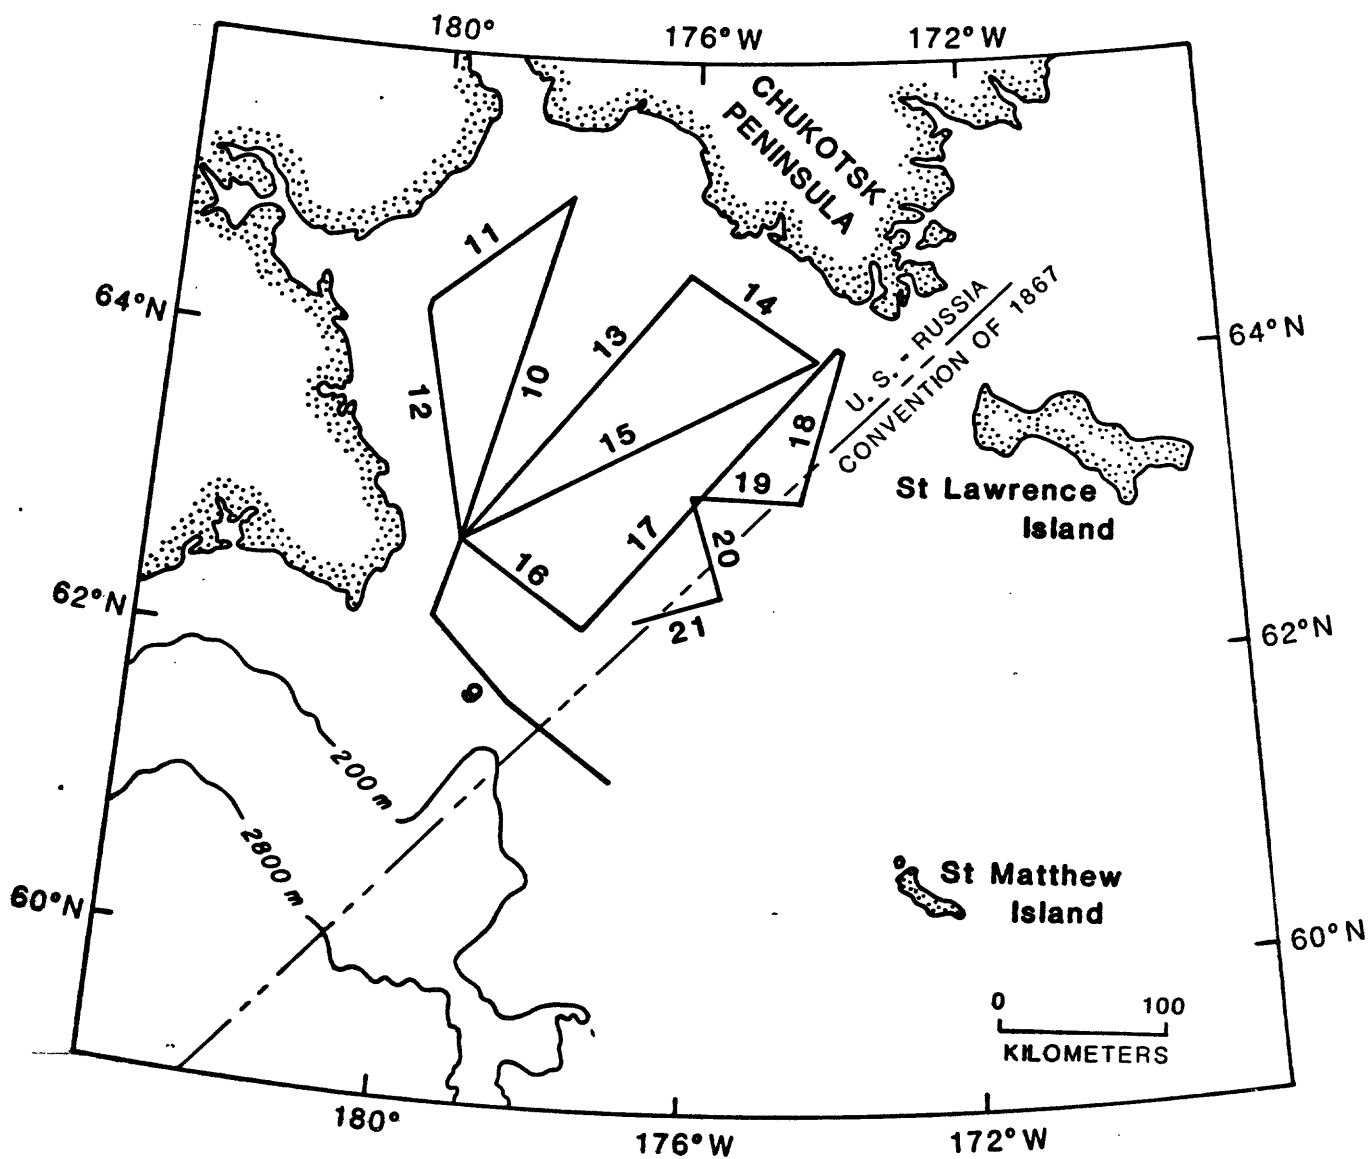 180°
176°W
172°W
CHUKOTSK
PENINSULA
11
64°N
14
U.S. - RUSSIA
CONVENTION OF 1867
64°N
13
10
12
15
18
19
St Lawrence
Island
17
20
16
62°N
21
62°N
9
200 m
2800 m
St Matthew
Island
60°N
60°N
0 100
KILOMETERS
180°
176°W
172°W